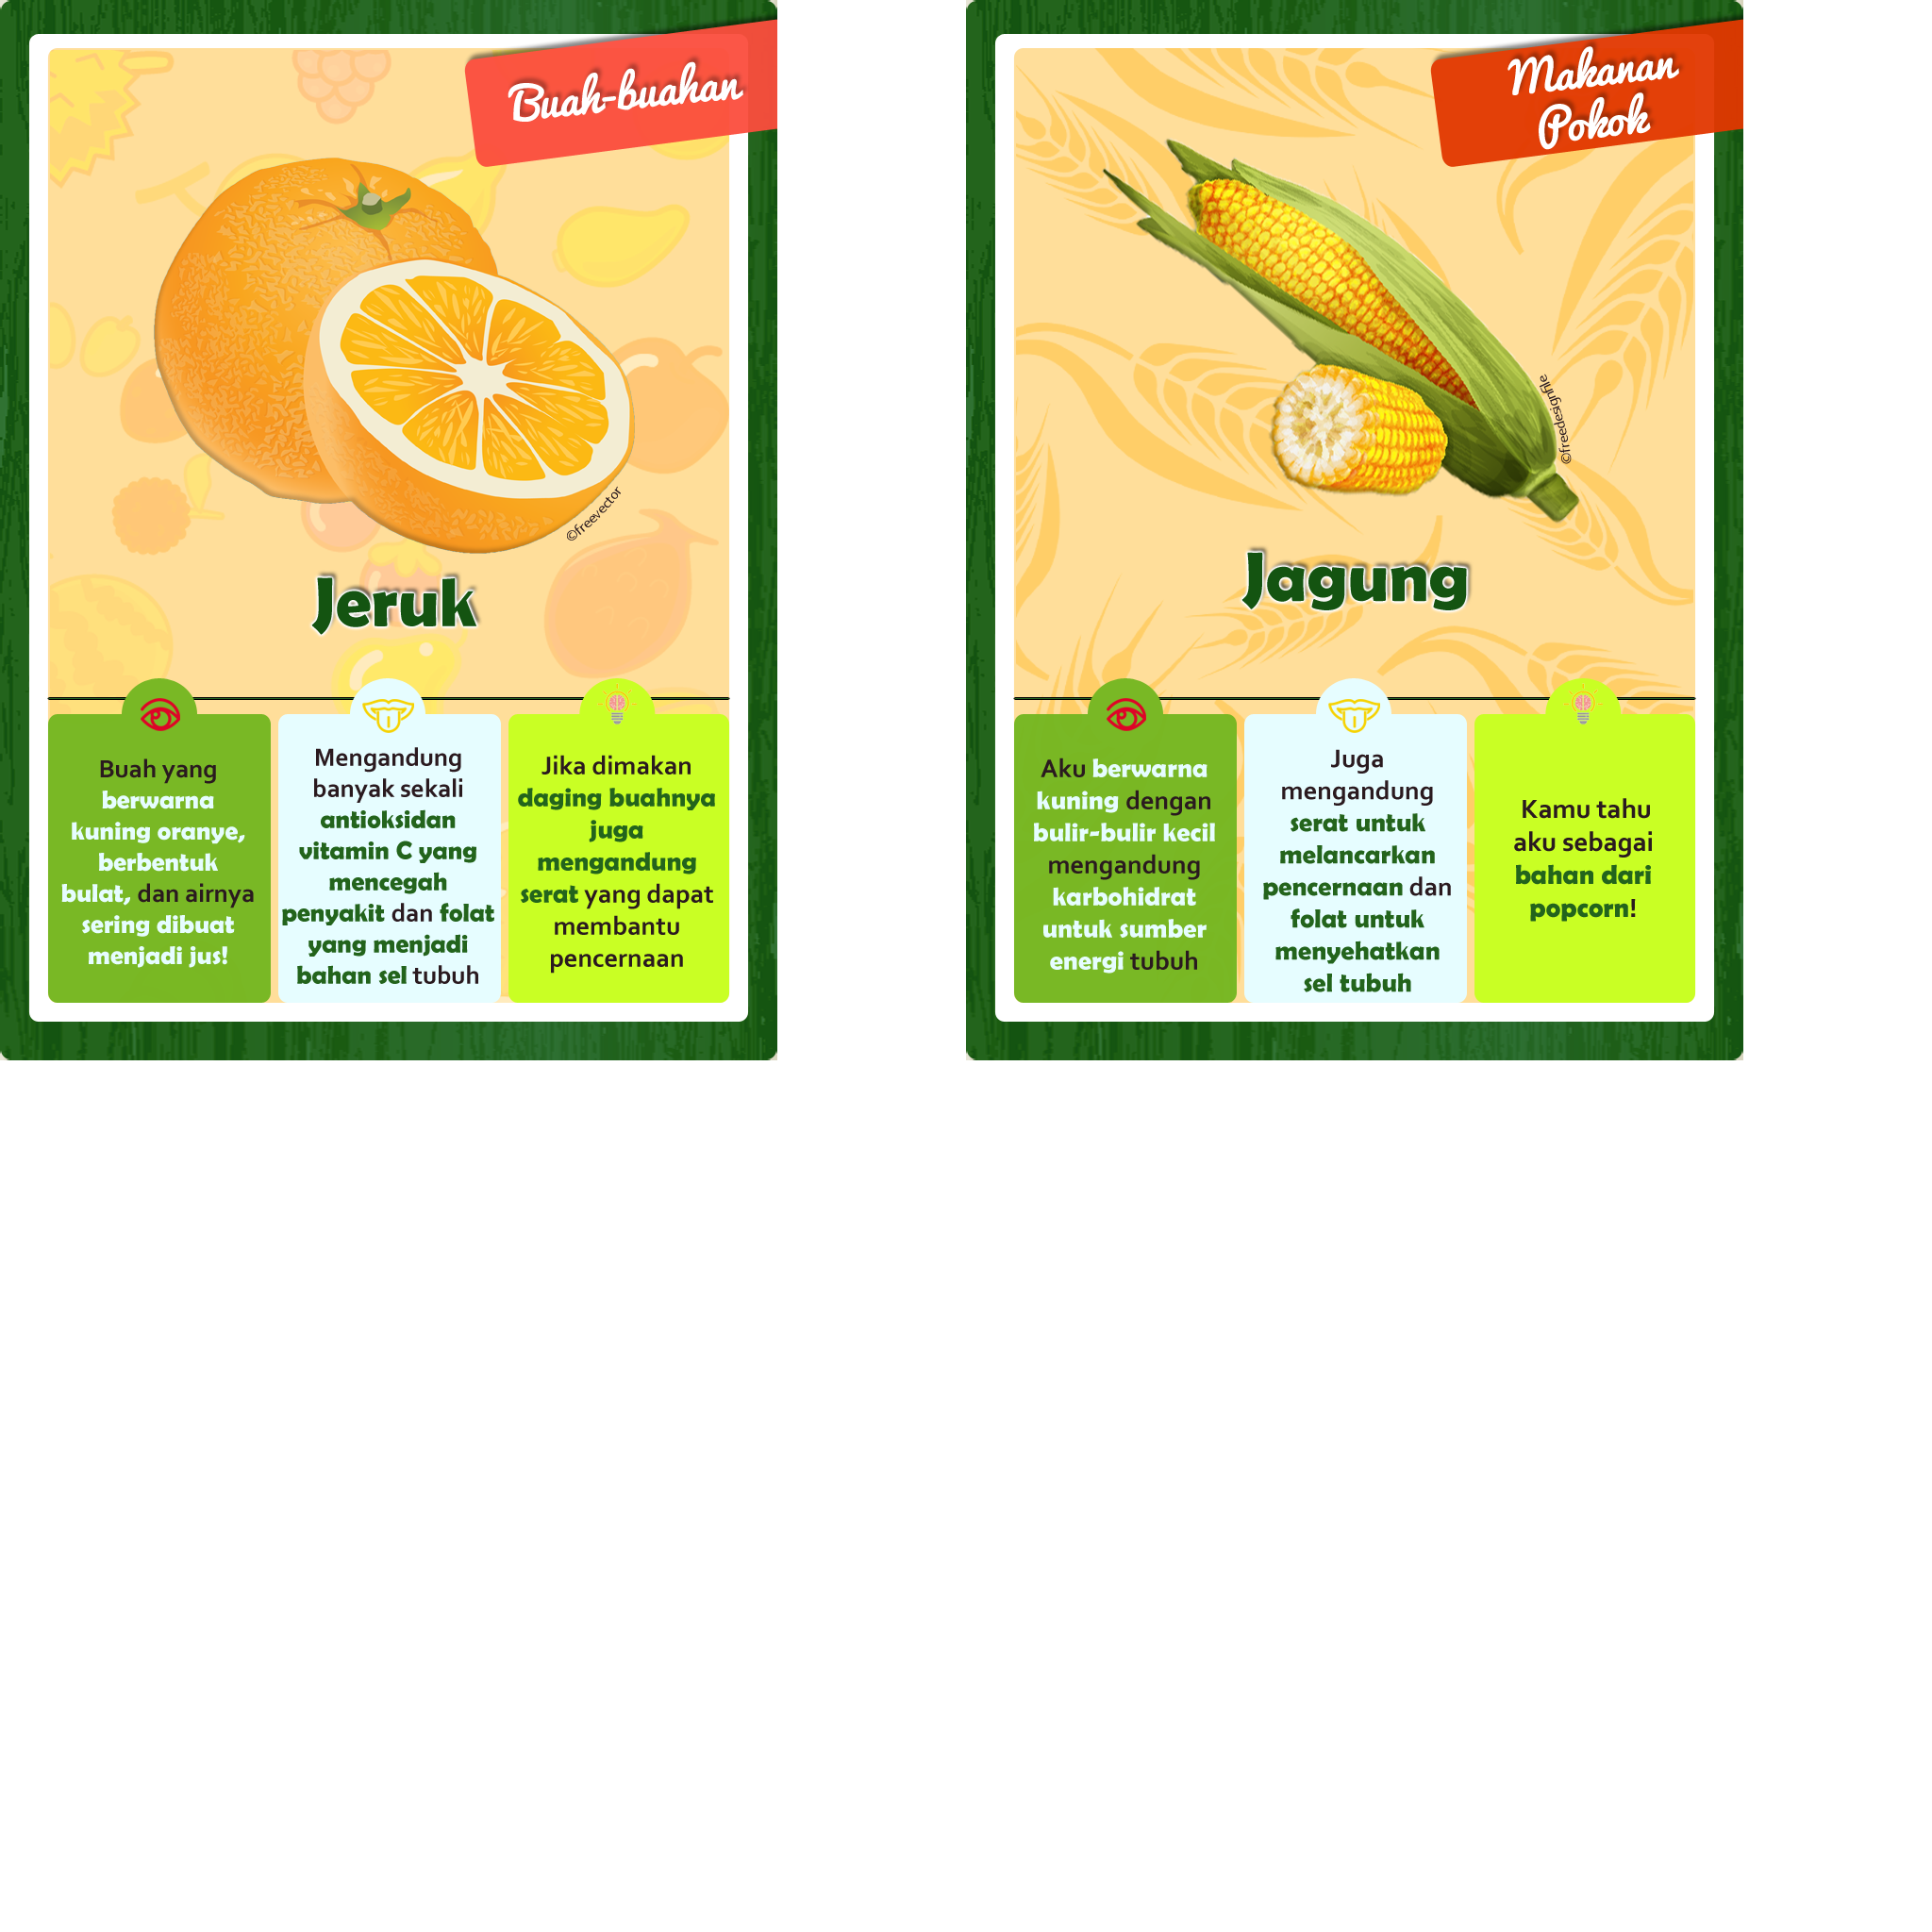 Buah-buahan
©freevector
Jeruk
Buah yang
berwarna
kuning oranye,
berbentuk
bulat, dan airnya
sering dibuat
menjadi jus!
Mengandung
banyak sekali
antioksidan
vitamin C yang
mencegah
penyakit dan folat
yang menjadi
bahan sel tubuh
Jika dimakan
daging buahnya
juga
mengandung
serat yang dapat
membantu
pencernaan
Makanan
Pokok
©freedesignfile
Jagung
Aku berwarna
kuning dengan
bulir-bulir kecil
mengandung
karbohidrat
untuk sumber
energi tubuh
Juga
mengandung
serat untuk
melancarkan
pencernaan dan
folat untuk
menyehatkan
sel tubuh
Kamu tahu
aku sebagai
bahan dari
popcorn!